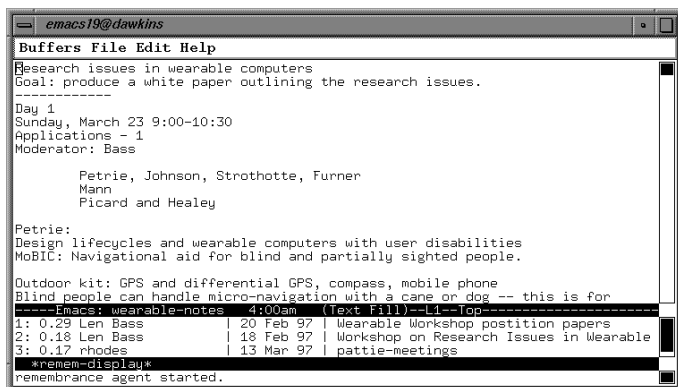 emacs19@dawkins
Buffers File Edit Help
Research issues in wearable computers
Goal: produce a white paper outlining the research issues.
------------
Day 1
Sunday, March 23 9:00-10:30
Applications - 1
Moderator: Bass
Petrie, Johnson, Strothotte, Furner
Mann
Picard and Healey
Petrie:
Design lifecycles and wearable computers with user disabilities
MoBIC: Navigational aid for blind and partially sighted people.
Outdoor kit: GPS and differential GPS, compass, mobile phone
Blind people can handle micro-navigation with a cane or dog -- this is for
-----Emacs: wearable-notes 4:00am (Text Fill)--L1--Top-----------------------
1: 0.29 Len Bass | 20 Feb 97 | Wearable Workshop postition papers
2: 0.18 Len Bass | 18 Feb 97 | Workshop on Research Issues in Wearable
3: 0.17 rhodes | 13 Mar 97 | pattie-meetings
*remem-display*
remembrance agent started.